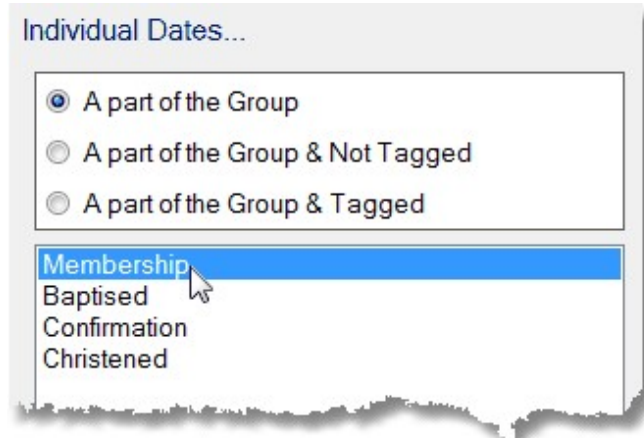 Individual Dates...
A part of the Group
A part of the Group & Not Tagged
A part of the Group & Tagged
Membership
Baptised
Confirmation
Christened